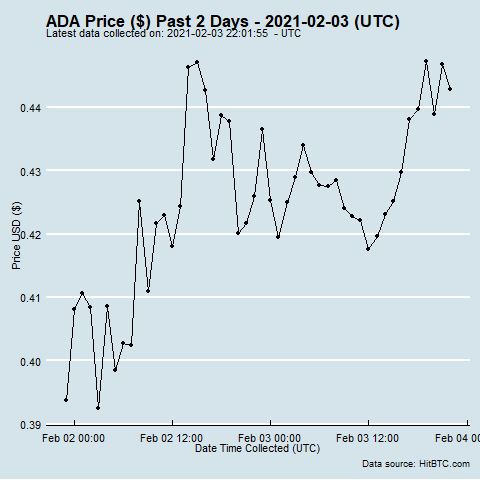 ADA Price ($) Past 2 Days - 2021-02-03 (UTC)
Latest data collected on: 2021-02-03 22:01:55 - UTC
Price USD ($)
0.44
0.43
0.42
0.41
0.40
0.39
Feb 02 00:00 Feb 02 12:00 Feb 03 00:00 Feb 03 12:00 Feb 04 00
Date Time Collected (UTC)
Data source: HitBTC.com